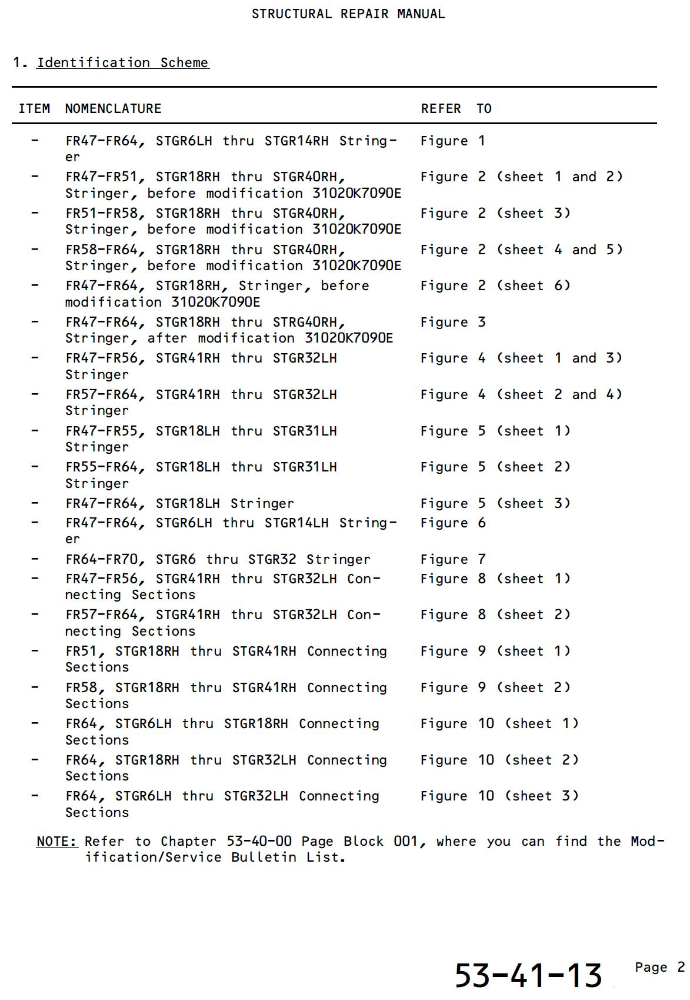 STRUCTURAL REPAIR MANUAL
1. Identification Scheme
ITEM NOMENCLATURE REFER TO
- FR47-FR64, STGR6LH thru STGR14RH String- Figure 1
er
- FR47-FR51, STGR18RH thru STGR40RH, Figure 2 (sheet 1 and 2)
Stringer, before modification 31020K7090E
- FR51-FR58, STGR18RH thru STGR40RH, Figure 2 (sheet 3)
Stringer, before modification 31020K7090E
- FR58-FR64, STGR18RH thru STGR40RH, Figure 2 (sheet 4 and 5)
Stringer, before modification 31020K7090E
- FR47-FR64, STGR18RH, Stringer, before Figure 2 (sheet 6)
modification 31020K7090E
- FR47-FR64, STGR18RH thru STRG40RH, Figure 3
Stringer, after modification 31020K7090E
- FR47-FR56, STGR41RH thru STGR32LH Figure 4 (sheet 1 and 3)
Stringer
- FR57-FR64, STGR41RH thru STGR32LH Figure 4 (sheet 2 and 4)
Stringer
- FR47-FR55, STGR18LH thru STGR31LH Figure 5 (sheet 1)
Stringer
- FR55-FR64, STGR18LH thru STGR31LH Figure 5 (sheet 2)
Stringer
- FR47-FR64, STGR18LH Stringer Figure 5 (sheet 3)
- FR47-FR64, STGR6LH thru STGR14LH String- Figure 6
er
- FR64-FR70, STGR6 thru STGR32 Stringer Figure 7
- FR47-FR56, STGR41RH thru STGR32LH Con- Figure 8 (sheet 1)
necting Sections
- FR57-FR64, STGR41RH thru STGR32LH Con- Figure 8 (sheet 2)
necting Sections
- FR51, STGR18RH thru STGR41RH Connecting Figure 9 (sheet 1)
Sections
- FR58, STGR18RH thru STGR41RH Connecting Figure 9 (sheet 2)
Sections
- FR64, STGR6LH thru STGR18RH Connecting Figure 10 (sheet 1)
Sections
- FR64, STGR18RH thru STGR32LH Connecting Figure 10 (sheet 2)
Sections
- FR64, STGR6LH thru STGR32LH Connecting Figure 10 (sheet 3)
Sections
NOTE: Refer to Chapter 53-40-00 Page Block 001, where you can find the Mod-
ification/Service Bulletin List.
53-41-13 Page 2